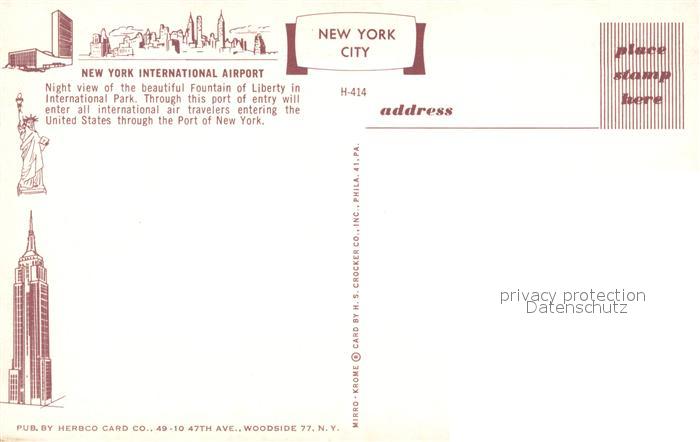 NEW YORK
CITY
place
stamp
here
NEW YORK INTERNATIONAL AIRPORT
Night view of the beautiful Fountain of Liberty in
International Park. Through this port of entry will
enter all international air travelers entering the
United States through the Port of New York.
H-414
address
MIRRO-KROME ® CARD BY H. S. CROCKER CO., INC., PHILA. 41, PA.
privacy protection
Datenschutz
PUB. BY HERBCO CARD CO., 49-10 47TH AVE., WOODSIDE 77, N. Y.